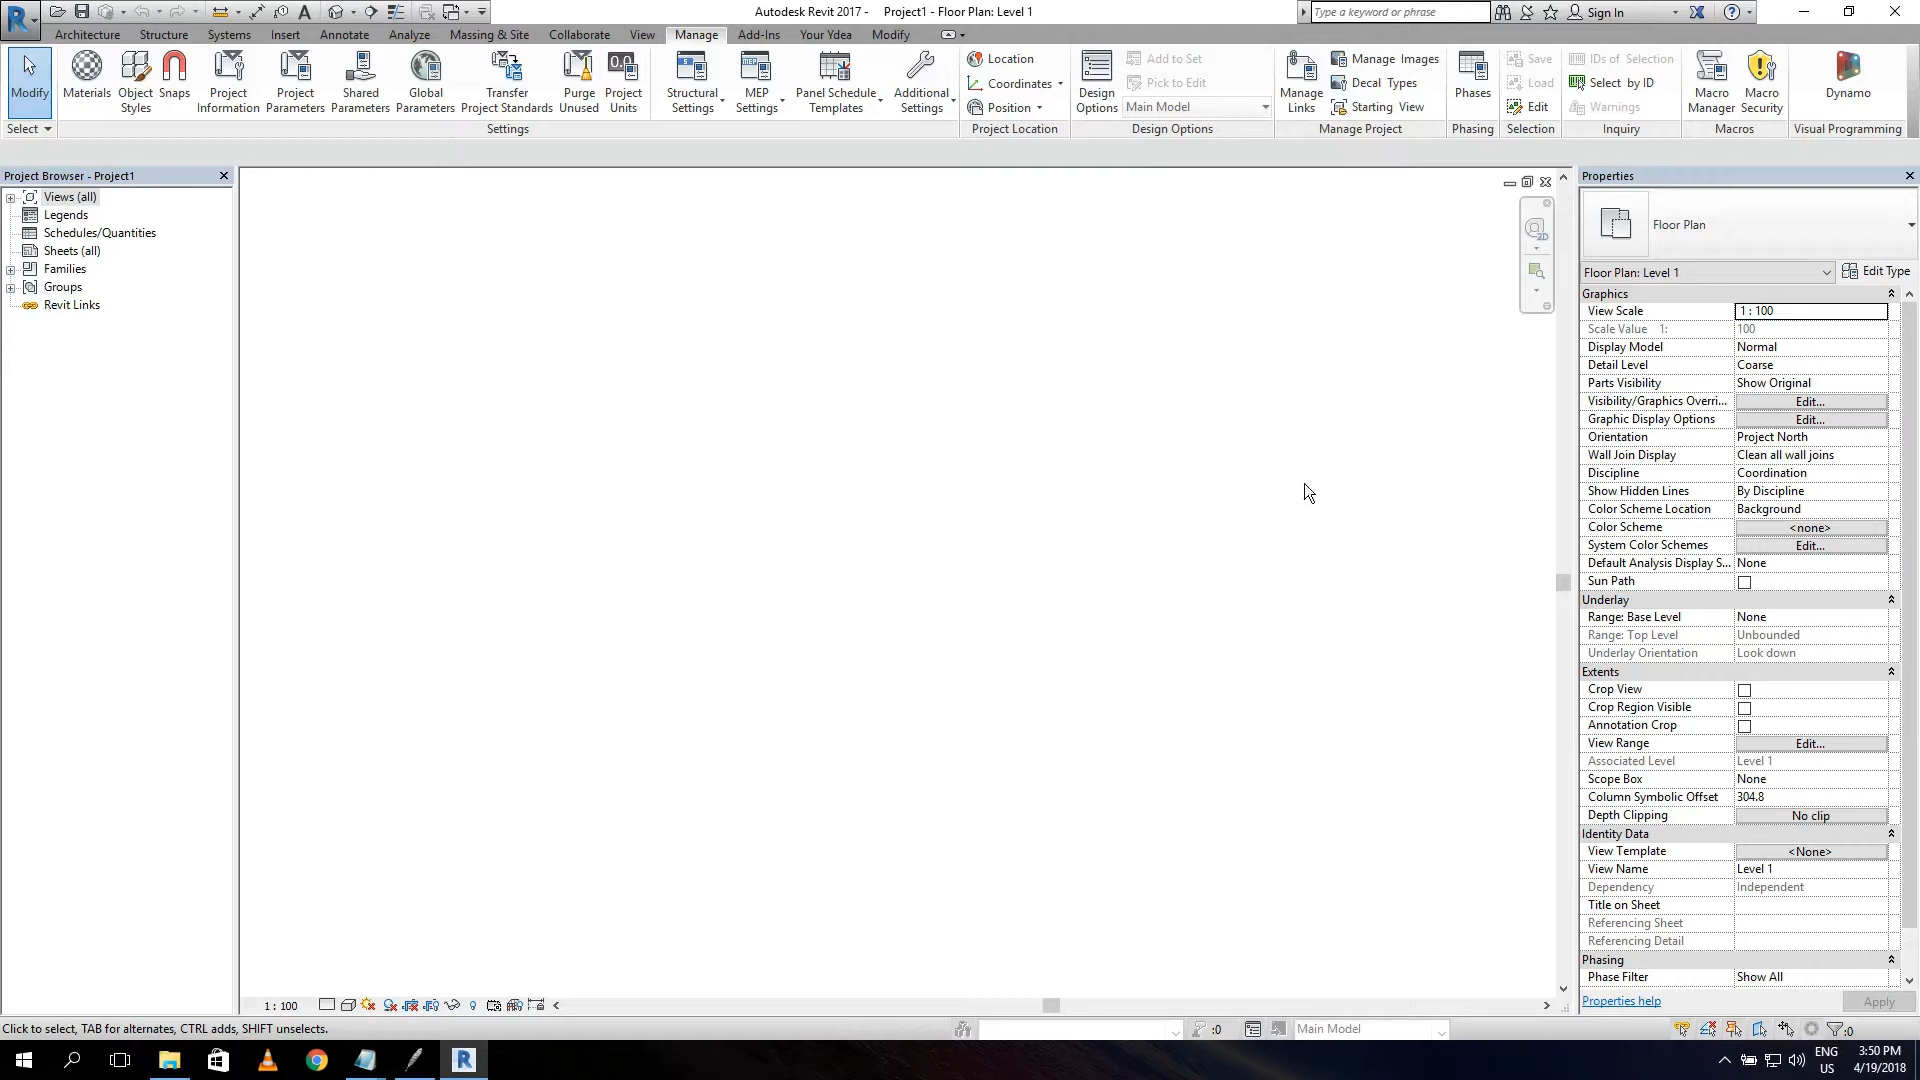 Autodesk Revit 2017 - Project1 - Floor Plan: Level 1
Type a keyword or phrase
Sign In
Architecture Structure Systems Insert Annotate Analyze Massing & Site Collaborate View Manage Add-Ins Your Ydea Modify
Modify
Materials
Object Styles
Snaps
Project Information
Project Parameters
Shared Parameters
Global Parameters
Transfer Project Standards
Purge Unused
Project Units
Structural Settings
MEP Settings
Panel Schedule Templates
Additional Settings
Location
Coordinates
Position
Design Options
Add to Set
Pick to Edit
Main Model
Manage Links
Manage Images
Decal Types
Starting View
Phases
Save
Load
Edit
IDs of Selection
Select by ID
Warnings
Macro Manager
Macro Security
Dynamo
Select Settings Project Location Design Options Manage Project Phasing Selection Inquiry Macros Visual Programming
Project Browser - Project1
Views (all)
Legends
Schedules/Quantities
Sheets (all)
Families
Groups
Revit Links
2D
Properties
Floor Plan
Floor Plan: Level 1 Edit Type
Graphics
View Scale 1 : 100
Scale Value 1: 100
Display Model Normal
Detail Level Coarse
Parts Visibility Show Original
Visibility/Graphics Overri... Edit...
Graphic Display Options Edit...
Orientation Project North
Wall Join Display Clean all wall joins
Discipline Coordination
Show Hidden Lines By Discipline
Color Scheme Location Background
Color Scheme <none>
System Color Schemes Edit...
Default Analysis Display S... None
Sun Path
Underlay
Range: Base Level None
Range: Top Level Unbounded
Underlay Orientation Look down
Extents
Crop View
Crop Region Visible
Annotation Crop
View Range Edit...
Associated Level Level 1
Scope Box None
Column Symbolic Offset 304.8
Depth Clipping No clip
Identity Data
View Template <None>
View Name Level 1
Dependency Independent
Title on Sheet
Referencing Sheet
Referencing Detail
Phasing
Phase Filter Show All
Properties help Apply
1 : 100
Click to select, TAB for alternates, CTRL adds, SHIFT unselects.
:0
Main Model
:0
ENG
US
3:50 PM
4/19/2018